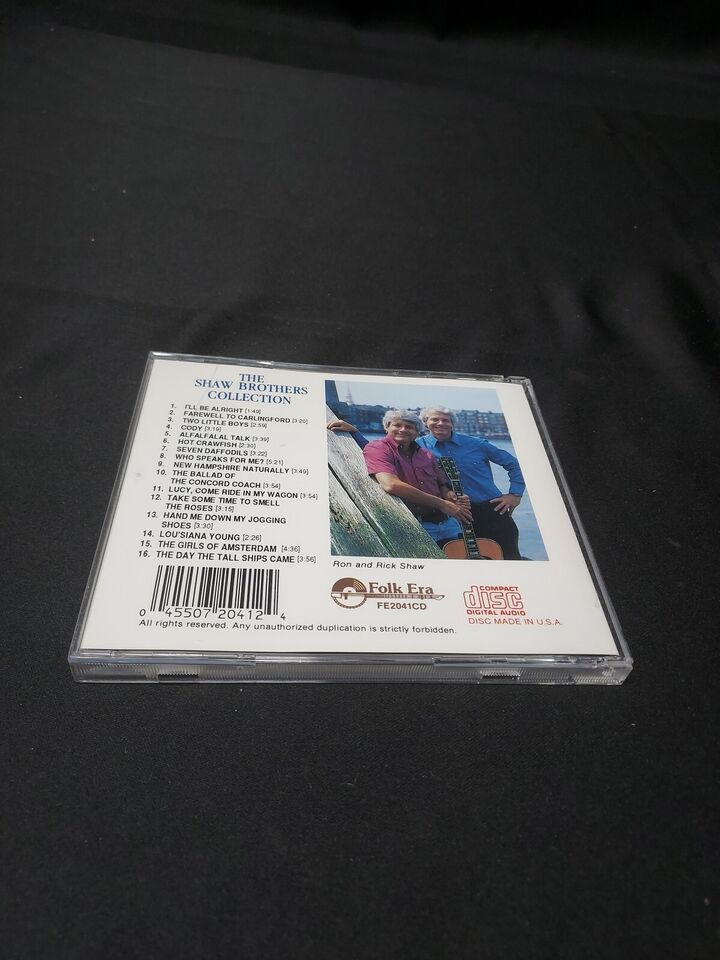 THE
SHAW BROTHERS
COLLECTION
1. I'LL BE ALRIGHT [1:49]
2. FAREWELL TO CARLINGFORD [3:20]
3. TWO LITTLE BOYS [2:59]
4. CODY [3:19]
5. ALFALFALAL TALK [3:39]
6. HOT CRAWFISH [2:30]
7. SEVEN DAFFODILS [3:22]
8. WHO SPEAKS FOR ME? [5:21]
9. NEW HAMPSHIRE NATURALLY [3:49]
10. THE BALLAD OF
THE CONCORD COACH [3:54]
11. LUCY, COME RIDE IN MY WAGON [3:54]
12. TAKE SOME TIME TO SMELL
THE ROSES [3:15]
13. HAND ME DOWN MY JOGGING
SHOES [3:30]
14. LOU'SIANA YOUNG [2:26]
15. THE GIRLS OF AMSTERDAM [4:36]
16. THE DAY THE TALL SHIPS CAME [3:56]
Ron and Rick Shaw
0 45507 20412 4
Folk Era
FE2041CD
COMPACT
disc
DIGITAL AUDIO
DISC MADE IN U.S.A.
All rights reserved. Any unauthorized duplication is strictly forbidden.